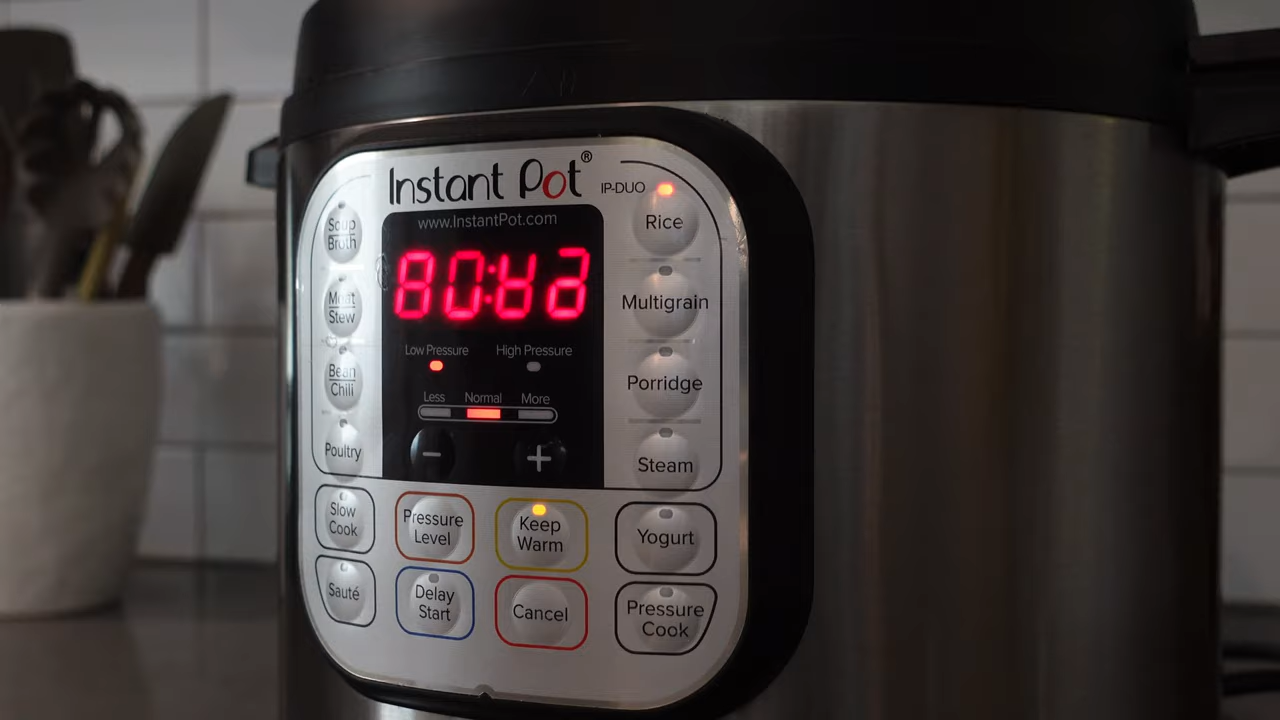 Instant Pot® IP-DUO
www.InstantPot.com
Soup
Broth
Meat
Stew
Bean
Chili
Poultry
Low Pressure High Pressure
Less Normal More
− +
Rice
Multigrain
Porridge
Steam
Slow
Cook
Pressure
Level
Keep
Warm
Yogurt
Sauté
Delay
Start
Cancel
Pressure
Cook